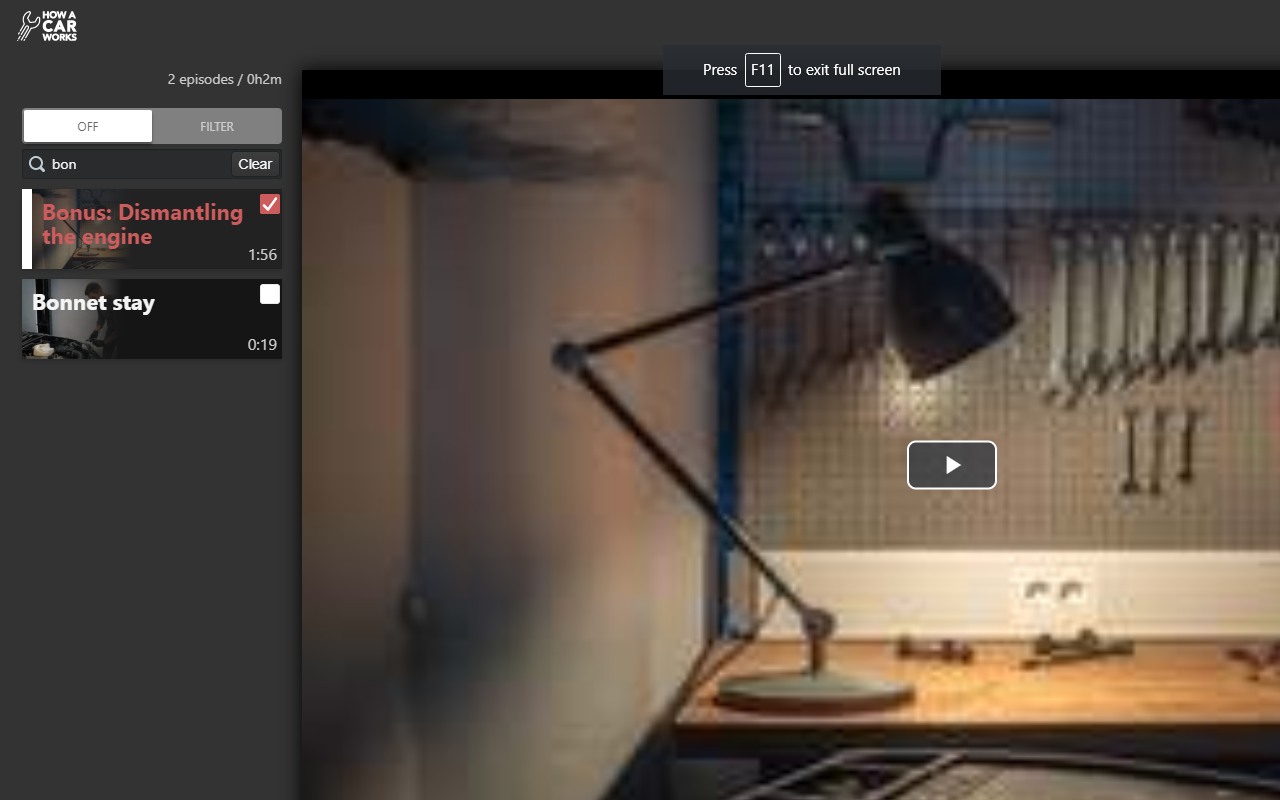 HOW A
CAR
WORKS
2 episodes / 0h2m
Press F11 to exit full screen
OFF
FILTER
bon
Clear
Bonus: Dismantling
the engine
1:56
Bonnet stay
0:19